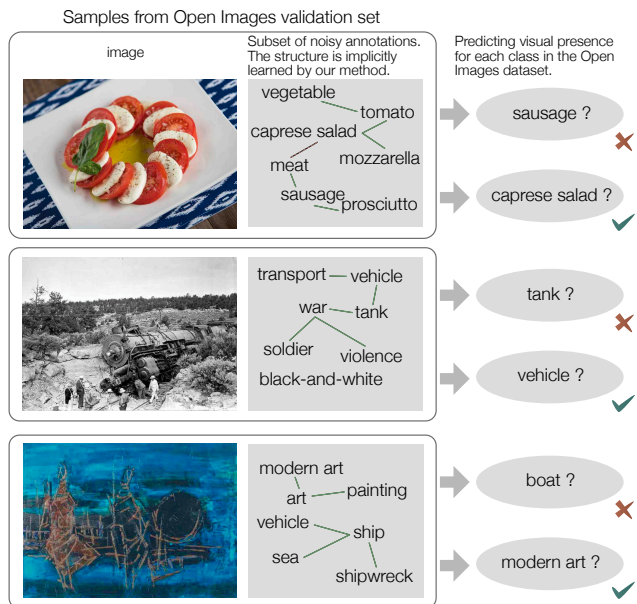 Samples from Open Images validation set
image
Subset of noisy annotations.
The structure is implicitly
learned by our method.
Predicting visual presence
for each class in the Open
Images dataset.
vegetable
tomato
caprese salad
mozzarella
meat
sausage
prosciutto
sausage ?
caprese salad ?
transport
vehicle
war
tank
soldier
violence
black-and-white
tank ?
vehicle ?
modern art
art
painting
vehicle
ship
sea
shipwreck
boat ?
modern art ?